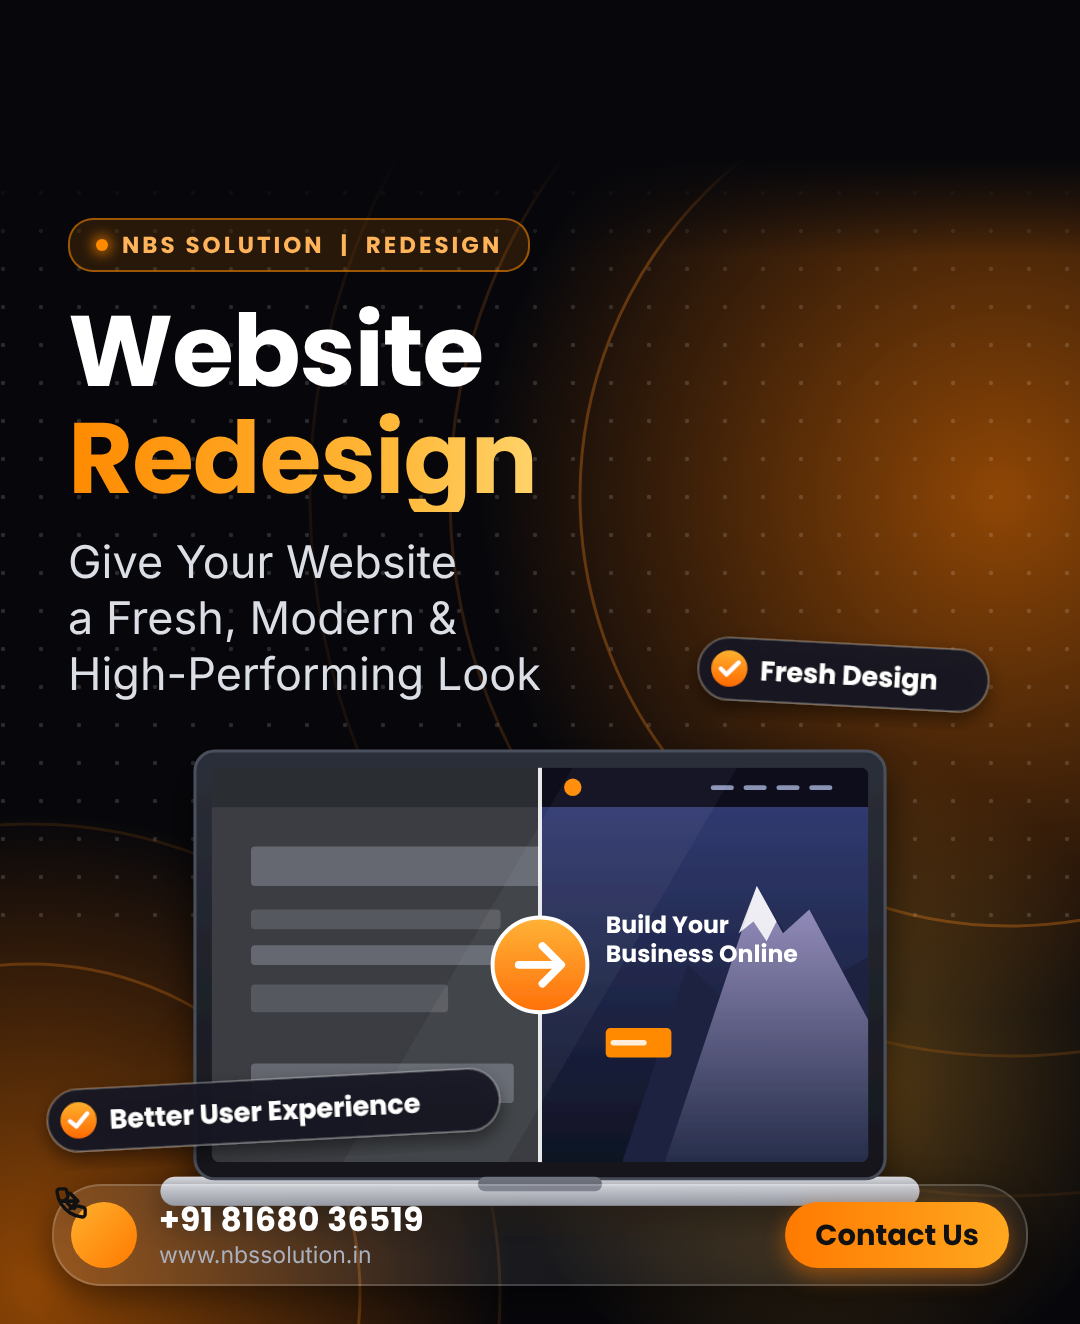 NBS SOLUTION | REDESIGN
Website
Redesign
Give Your Website
a Fresh, Modern &
High-Performing Look
Fresh Design
Build Your
Business Online
Better User Experience
+91 81680 36519
www.nbssolution.in
Contact Us